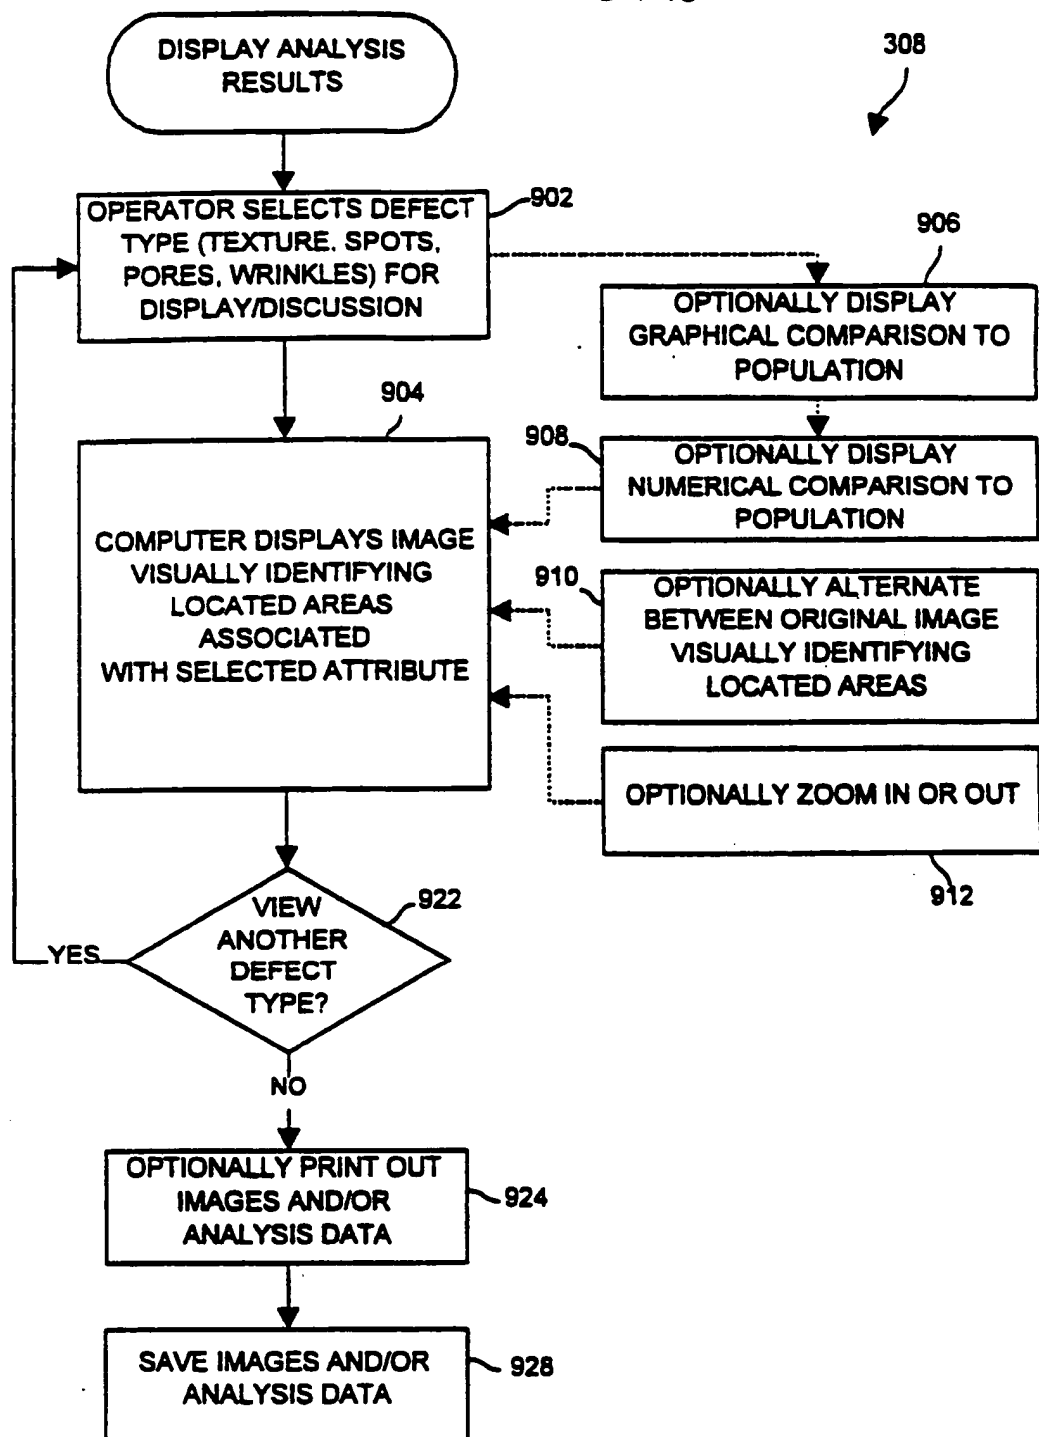 DISPLAY ANALYSIS
RESULTS
308
902
OPERATOR SELECTS DEFECT
TYPE (TEXTURE. SPOTS,
PORES, WRINKLES) FOR
DISPLAY/DISCUSSION
906
OPTIONALLY DISPLAY
GRAPHICAL COMPARISON TO
POPULATION
904
908
OPTIONALLY DISPLAY
NUMERICAL COMPARISON TO
POPULATION
COMPUTER DISPLAYS IMAGE
VISUALLY IDENTIFYING
LOCATED AREAS
ASSOCIATED
WITH SELECTED ATTRIBUTE
910
OPTIONALLY ALTERNATE
BETWEEN ORIGINAL IMAGE
VISUALLY IDENTIFYING
LOCATED AREAS
OPTIONALLY ZOOM IN OR OUT
912
VIEW
ANOTHER
DEFECT
TYPE?
922
YES
NO
OPTIONALLY PRINT OUT
IMAGES AND/OR
ANALYSIS DATA
924
SAVE IMAGES AND/OR
ANALYSIS DATA
928